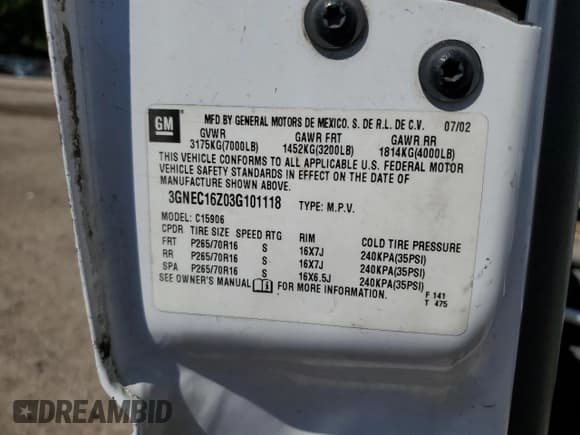 GM
MFD BY GENERAL MOTORS DE MEXICO, S. DE R.L. DE C.V. 07/02
GVWR GAWR FRT GAWR RR
3175KG(7000LB) 1452KG(3200LB) 1814KG(4000LB)
THIS VEHICLE CONFORMS TO ALL APPLICABLE U.S. FEDERAL MOTOR
VEHICLE SAFETY STANDARDS IN EFFECT ON THE DATE OF
MANUFACTURE SHOWN ABOVE.
3GNEC16Z03G101118 TYPE: M.P.V.
MODEL: C15906
CPDR TIRE SIZE SPEED RTG RIM COLD TIRE PRESSURE
FRT P265/70R16 S 16X7J 240KPA(35PSI)
RR P265/70R16 S 16X7J 240KPA(35PSI)
SPA P265/70R16 S 16X6.5J 240KPA(35PSI)
SEE OWNER'S MANUAL FOR MORE INFORMATION.
F 141
T 475
DREAMBID